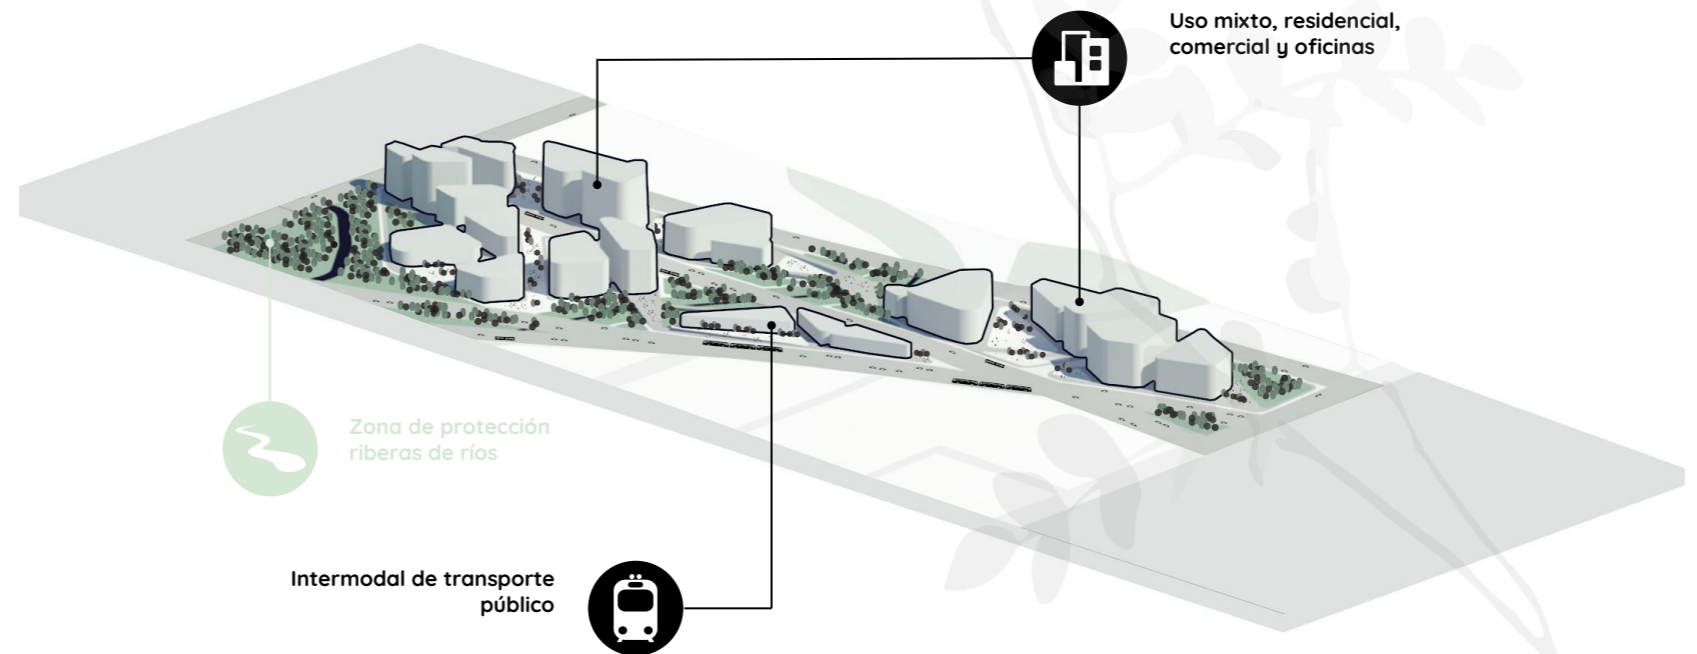 Uso mixto, residencial,
comercial y oficinas
Zona de protección
riberas de ríos
Intermodal de transporte
público